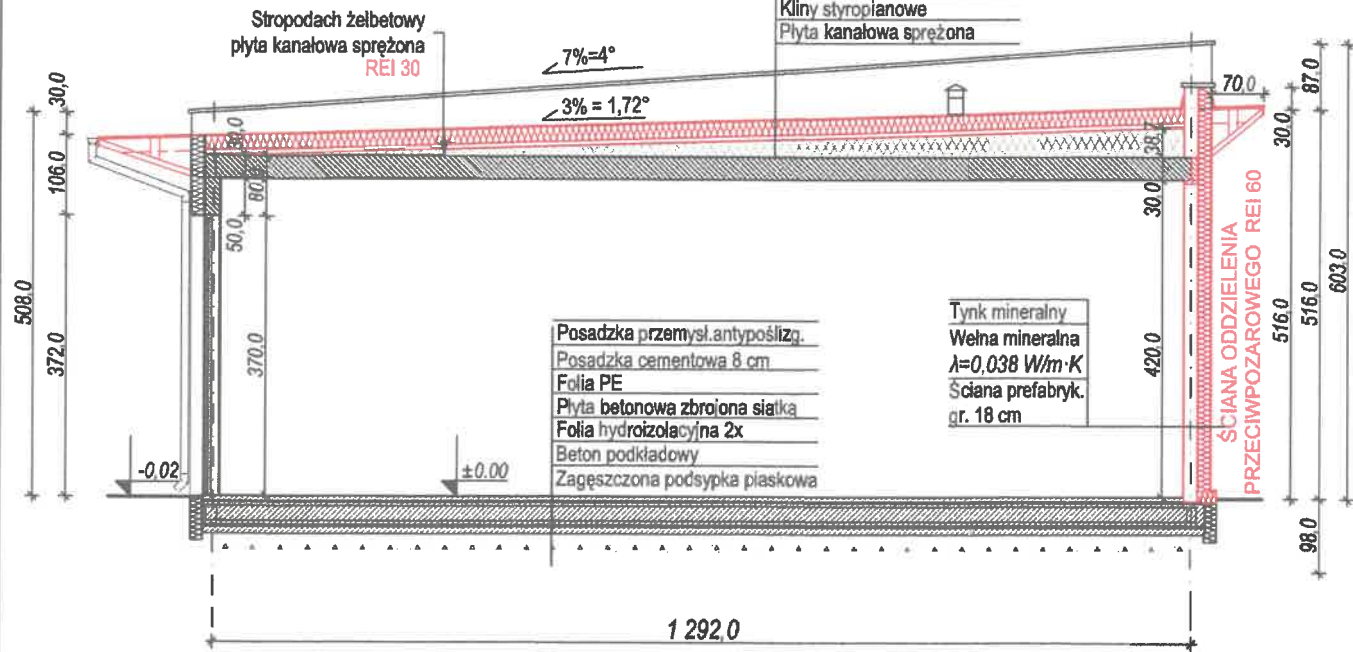 Stropodach żelbetowy
płyta kanałowa sprężona
REI 30
Kliny styropianowe
Płyta kanałowa sprężona
7%=4°
3% = 1,72°
70,0
30,0
106,0
508,0
372,0
50,0
370,0
-0,02
±0.00
38,7
30.0
420,0
87,0
30,0
516,0
516,0
603,0
98,0
Posadzka przemysł.antypoślizg.
Posadzka cementowa 8 cm
Folia PE
Płyta betonowa zbrojona siatką
Folia hydroizolacyjna 2x
Beton podkładowy
Zagęszczona podsypka piaskowa
Tynk mineralny
Wełna mineralna
λ=0,038 W/m·K
Ściana prefabryk.
gr. 18 cm
ŚCIANA ODDZIELENIA
PRZECIWPOŻAROWEGO REI 60
1 292,0